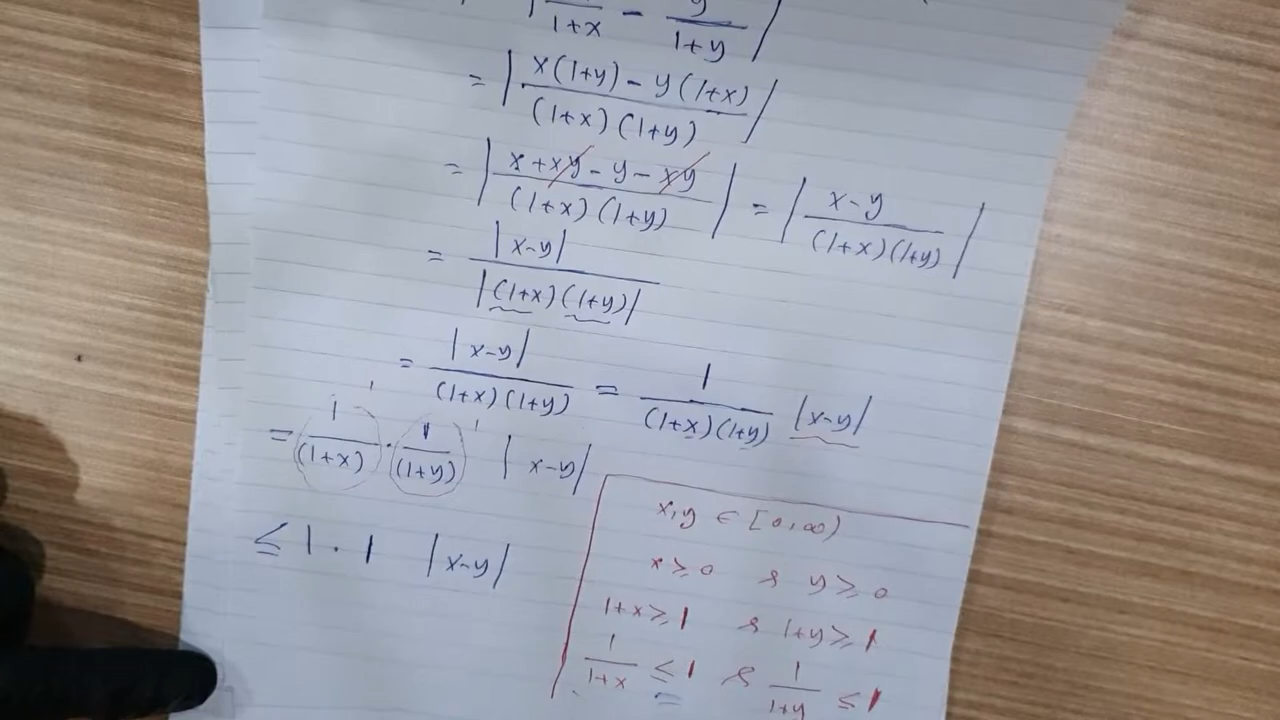 | x/(1+x) − y/(1+y) |
= | (x(1+y) − y(1+x)) / ((1+x)(1+y)) |
= | (x + xy − y − xy) / ((1+x)(1+y)) | = | (x−y) / ((1+x)(1+y)) |
= |x−y| / |(1+x)(1+y)|
= |x−y| / ((1+x)(1+y)) = 1 / ((1+x)(1+y)) |x−y|
= 1/(1+x) · 1/(1+y) |x−y|
≤ 1 . 1 |x−y|
x,y ∈ [0,∞)
x ≥ 0 & y ≥ 0
1+x ≥ 1 & 1+y ≥ 1
1/(1+x) ≤ 1 & 1/(1+y) ≤ 1